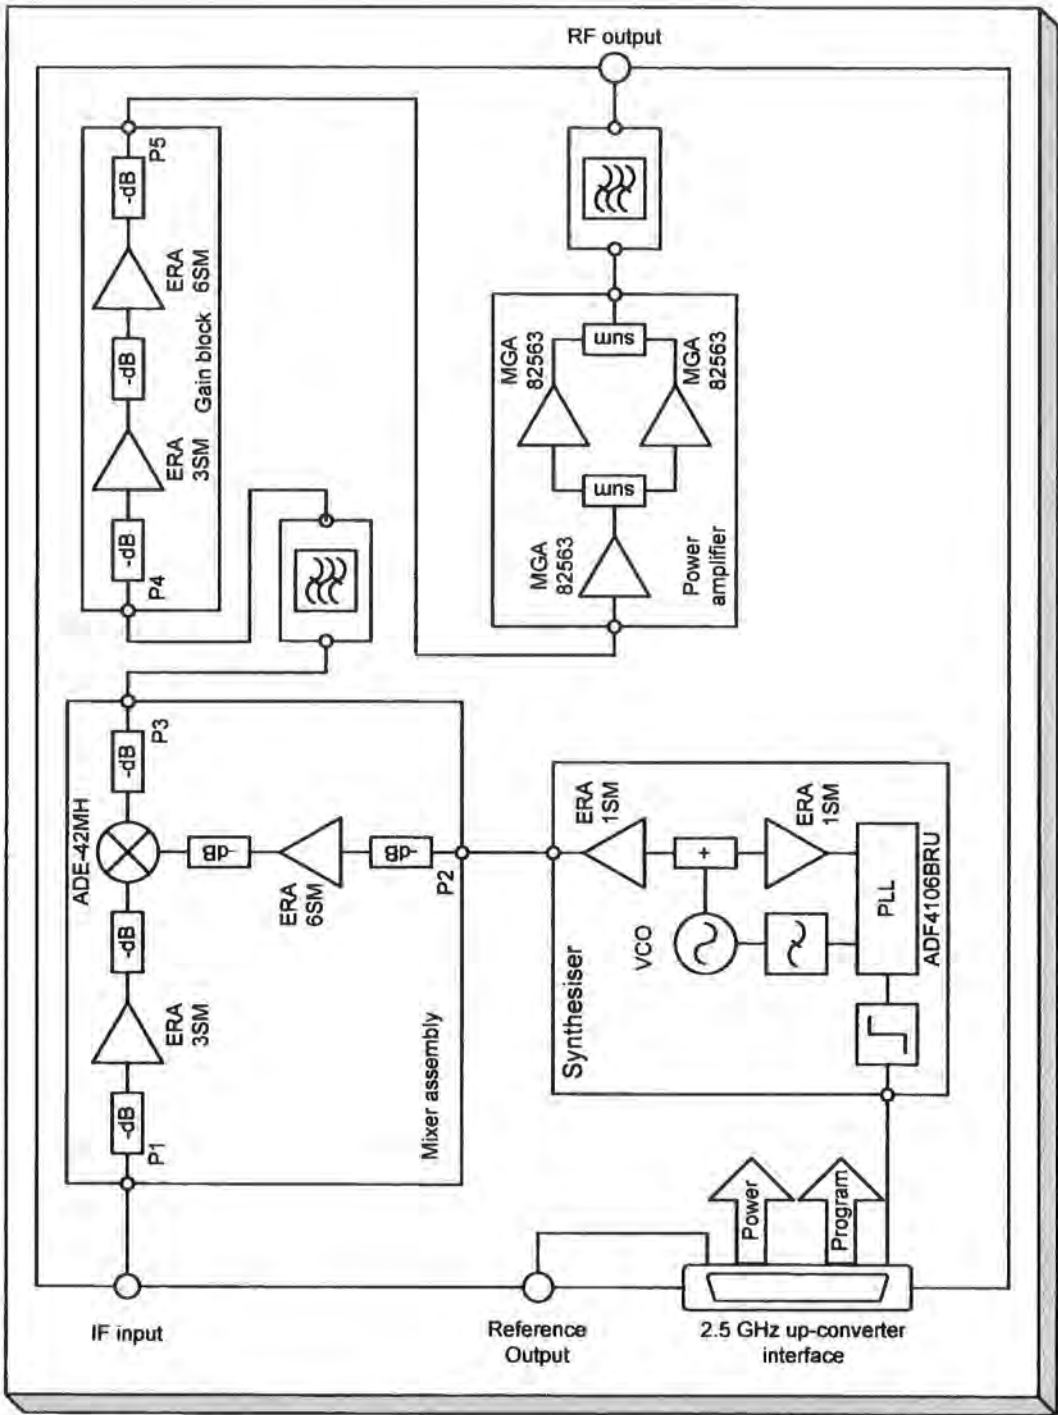 RF output
P5
-dB
ERA
6SM
-dB
Gain block
ERA
3SM
-dB
P4
MGA
82563
sum
MGA
82563
sum
MGA
82563
Power
amplifier
P3
-dB
ADE-42MH
-dB
ERA
6SM
-dB
P2
-dB
ERA
3SM
-dB
P1
Mixer assembly
ERA
1SM
+
VCO
ERA
1SM
PLL
ADF4106BRU
Synthesiser
Power
Program
IF input
Reference
Output
2.5 GHz up-converter
interface